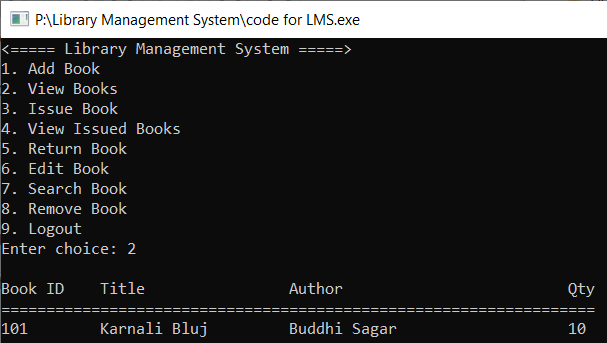 P:\Library Management System\code for LMS.exe
<===== Library Management System =====>
1. Add Book
2. View Books
3. Issue Book
4. View Issued Books
5. Return Book
6. Edit Book
7. Search Book
8. Remove Book
9. Logout
Enter choice: 2
Book ID    Title                Author                         Qty
==================================================================
101        Karnali Bluj         Buddhi Sagar                   10